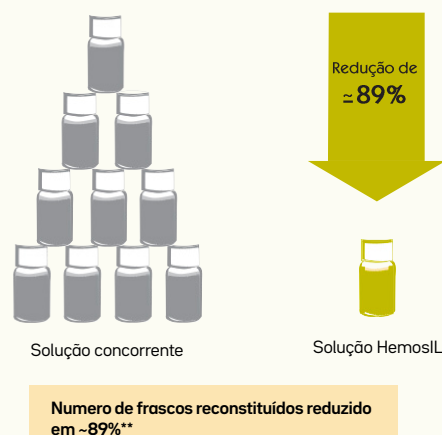 Redução de
≃89%
Solução concorrente
Solução HemosIL
Numero de frascos reconstituídos reduzido
em ~89%**